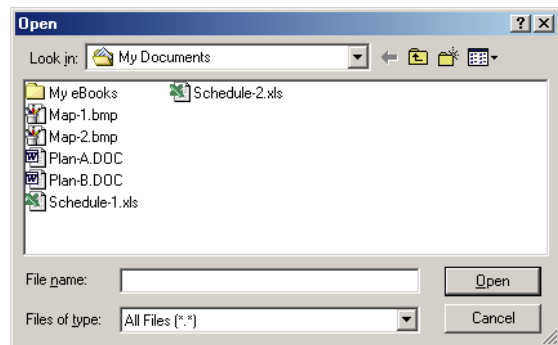 Open
Look in: My Documents
My eBooks Schedule-2.xls
Map-1.bmp
Map-2.bmp
Plan-A.DOC
Plan-B.DOC
Schedule-1.xls
File name: Open
Files of type: All Files (*.*) Cancel